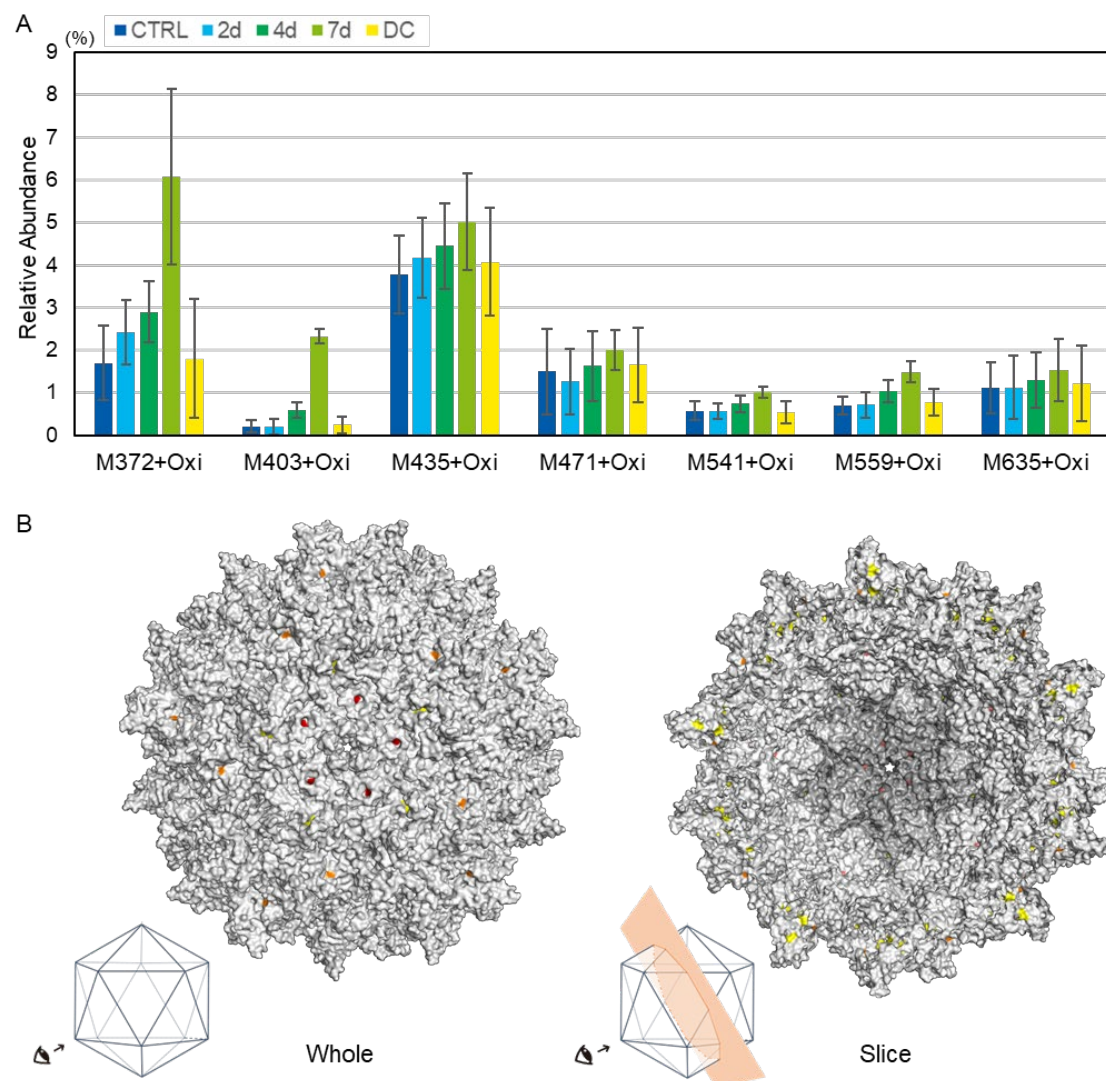 A
(%)
CTRL 2d 4d 7d DC
Relative Abundance
9
8
7
6
5
4
3
2
1
0
M372+Oxi M403+Oxi M435+Oxi M471+Oxi M541+Oxi M559+Oxi M635+Oxi
B
Whole Slice